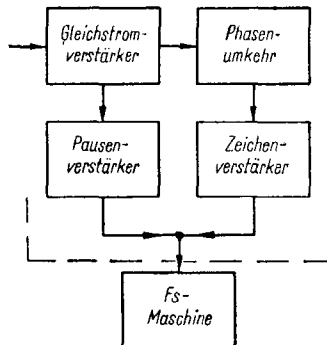 Gleichstrom-
verstärker
Phasen-
umkehr
Pausen-
verstärker
Zeichen-
verstärker
Fs-
Maschine